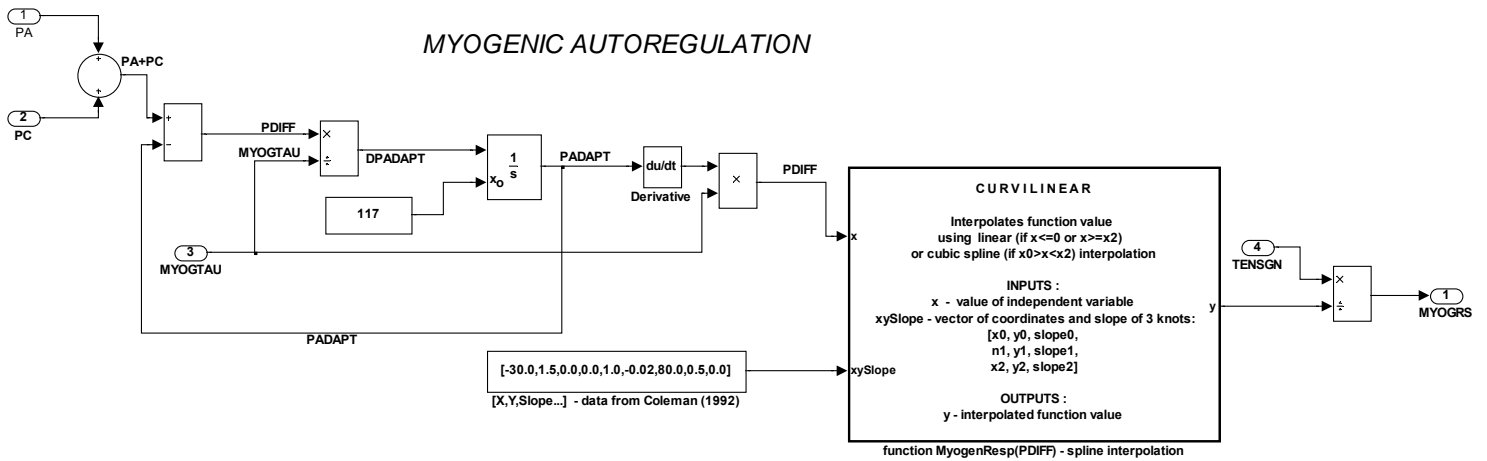 1
PA
MYOGENIC AUTOREGULATION
+
+
PA+PC
2
PC
+
-
PDIFF
MYOGTAU
×
÷
DPADAPT
117
xo
1
s
PADAPT
du/dt
Derivative
×
PDIFF
3
MYOGTAU
PADAPT
[-30.0,1.5,0.0,0.0,1.0,-0.02,80.0,0.5,0.0]
[X,Y,Slope...]  - data from Coleman (1992)
x
xySlope
CURVILINEAR
Interpolates function value
using  linear (if x<=0 or x>=x2)
or cubic spline (if x0>x<x2) interpolation
INPUTS :
x  -  value of independent variable
xySlope - vector of coordinates and slope of 3 knots:
[x0, y0, slope0,
n1, y1, slope1,
x2, y2, slope2]
OUTPUTS :
y - interpolated function value
y
function MyogenResp(PDIFF) - spline interpolation
4
TENSGN
×
÷
1
MYOGRS